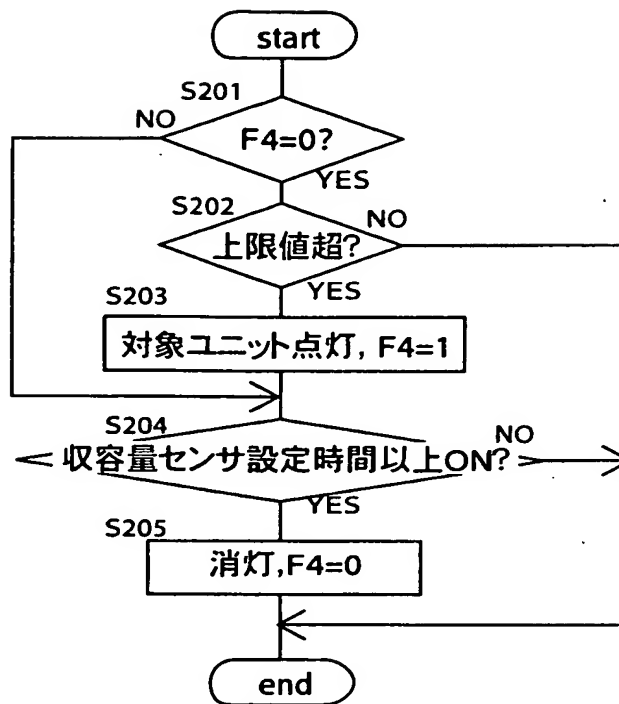 start
S201
NO
F4=0?
YES
S202
NO
上限値超?
YES
S203
対象ユニット点灯, F4=1
S204
NO
収容量センサ設定時間以上ON?
YES
S205
消灯,F4=0
end